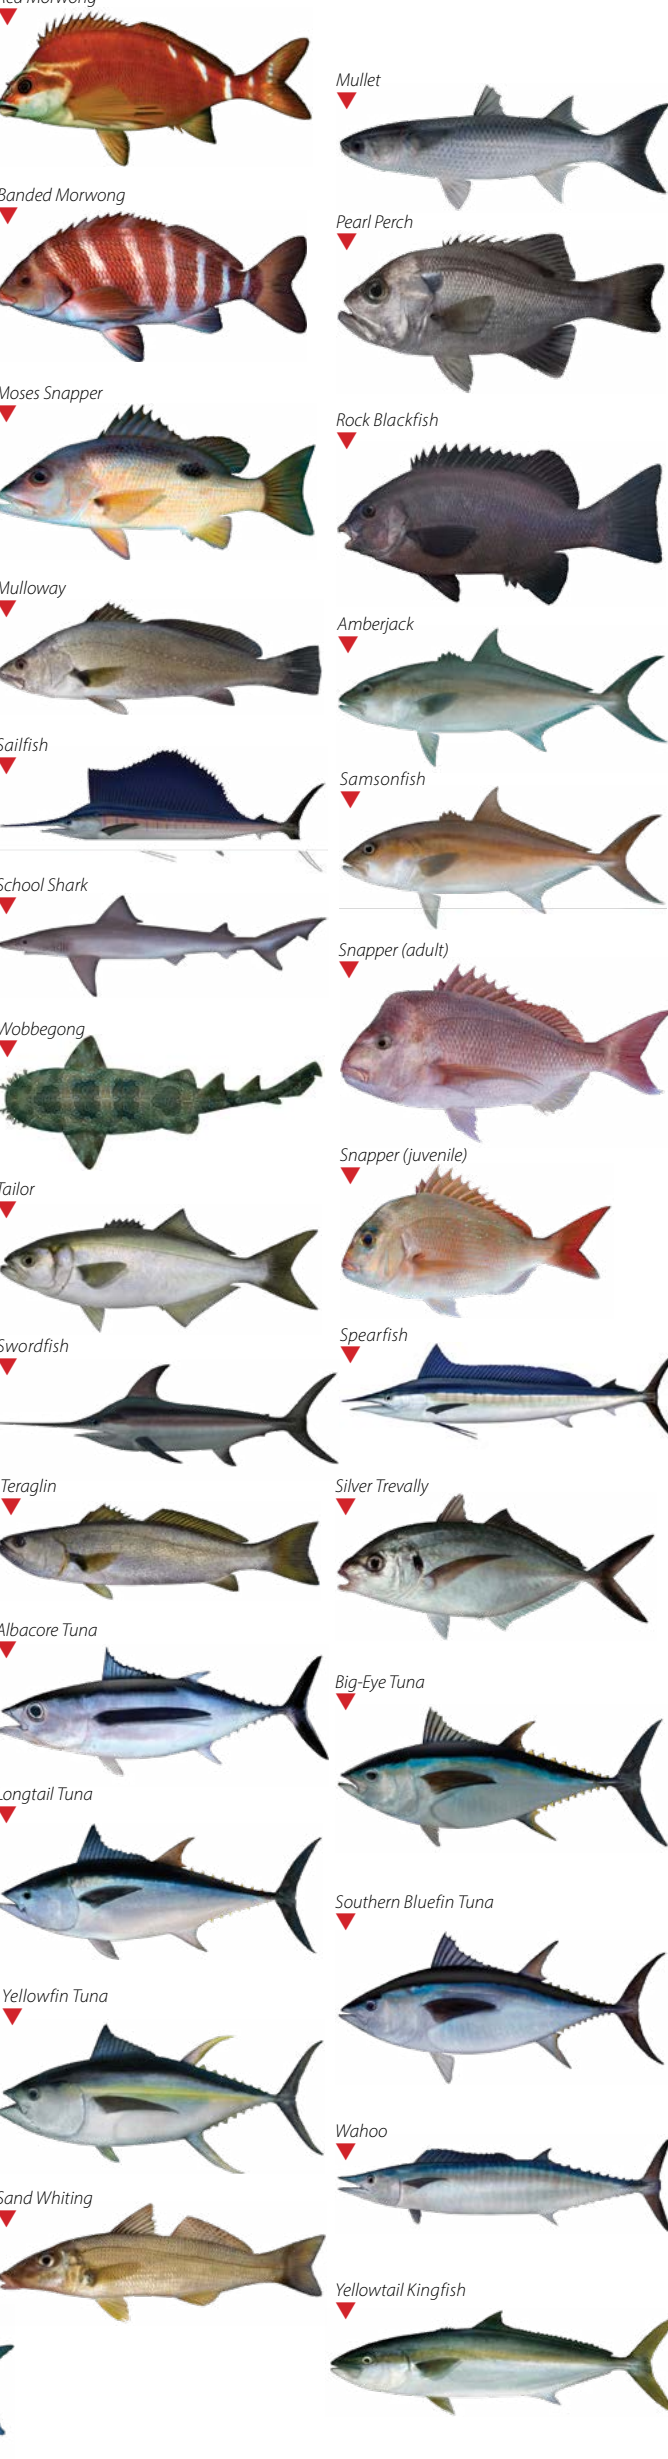 Morwong
Banded Morwong
Moses Snapper
Mulloway
Sailfish
School Shark
Wobbegong
Tailor
Swordfish
Teraglin
Albacore Tuna
Longtail Tuna
Yellowfin Tuna
Sand Whiting
Mullet
Pearl Perch
Rock Blackfish
Amberjack
Samsonfish
Snapper (adult)
Snapper (juvenile)
Spearfish
Silver Trevally
Big-Eye Tuna
Southern Bluefin Tuna
Wahoo
Yellowtail Kingfish